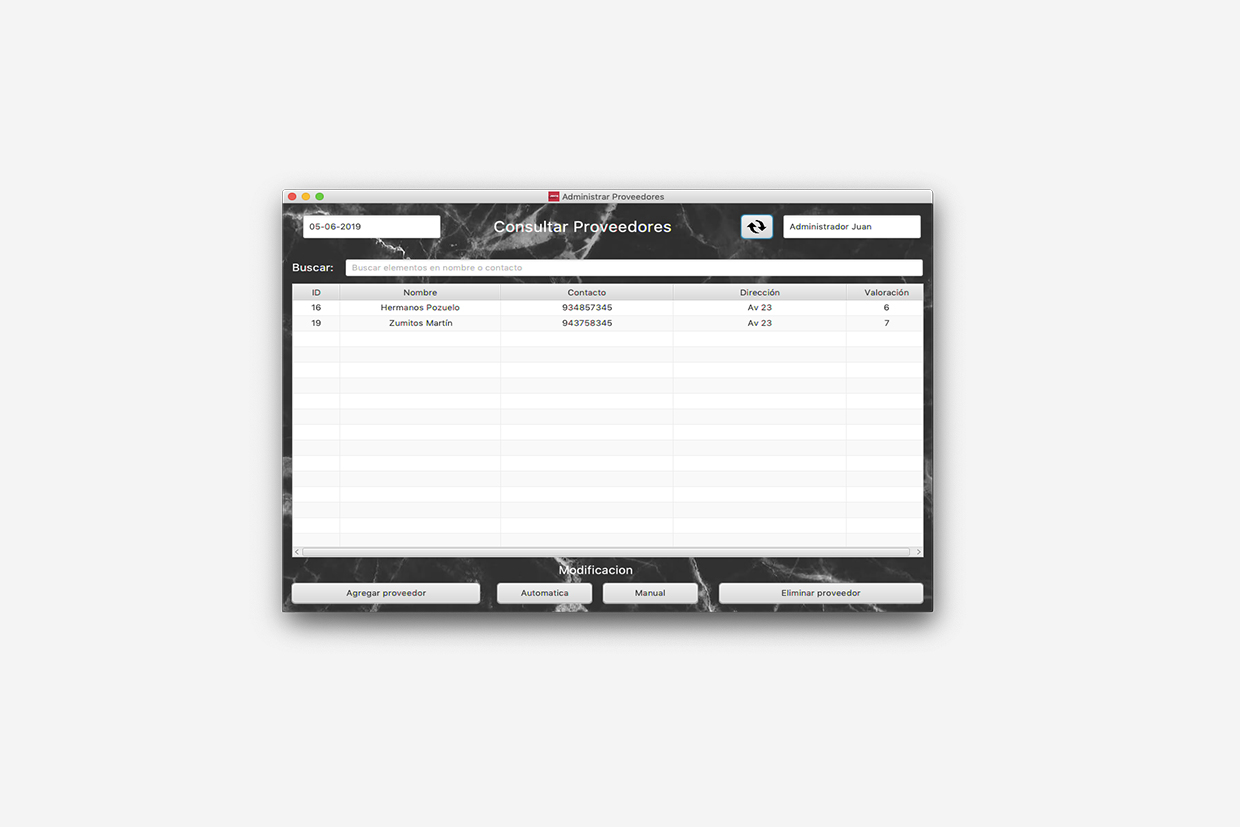 Administrar Proveedores
05-06-2019
Consultar Proveedores
Administrador Juan
Buscar:
Buscar elementos en nombre o contacto
ID Nombre Contacto Dirección Valoración
16 Hermanos Pozuelo 934857345 Av 23 6
19 Zumitos Martín 943758345 Av 23 7
Modificacion
Agregar proveedor
Automatica
Manual
Eliminar proveedor